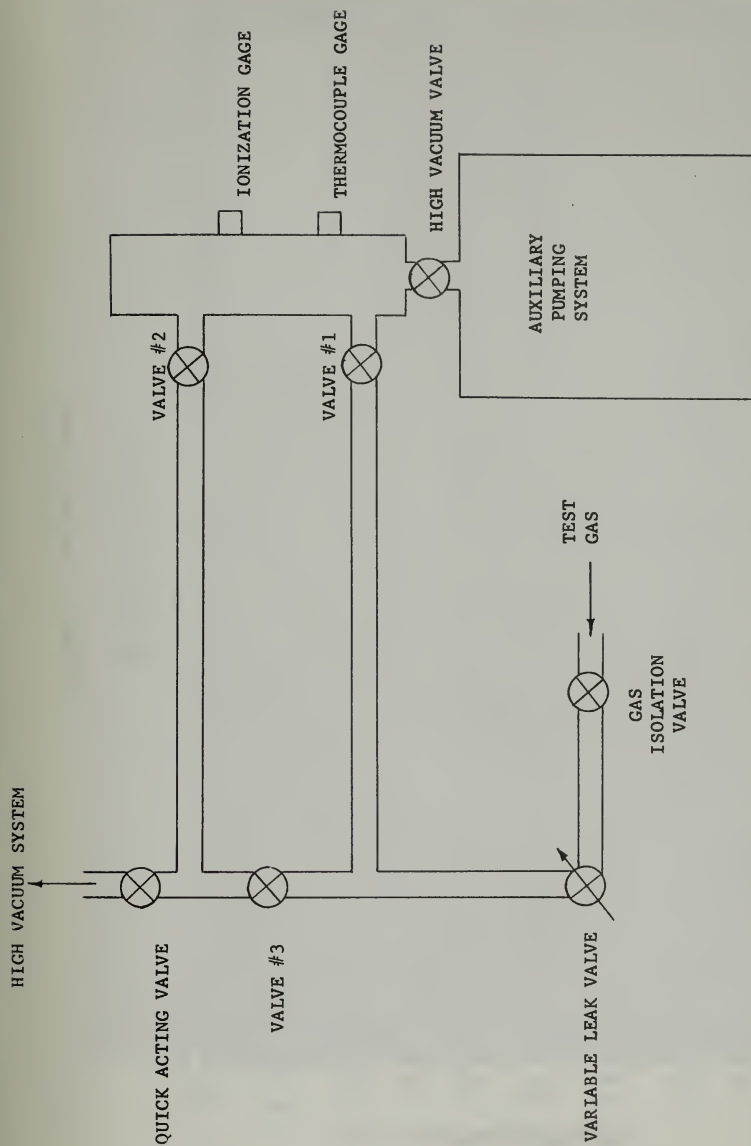 HIGH VACUUM SYSTEM
QUICK ACTING VALVE
VALVE #3
VARIABLE LEAK VALVE
GAS
ISOLATION
VALVE
TEST
GAS
VALVE #2
VALVE #1
IONIZATION GAGE
THERMOCOUPLE GAGE
HIGH VACUUM VALVE
AUXILIARY
PUMPING
SYSTEM